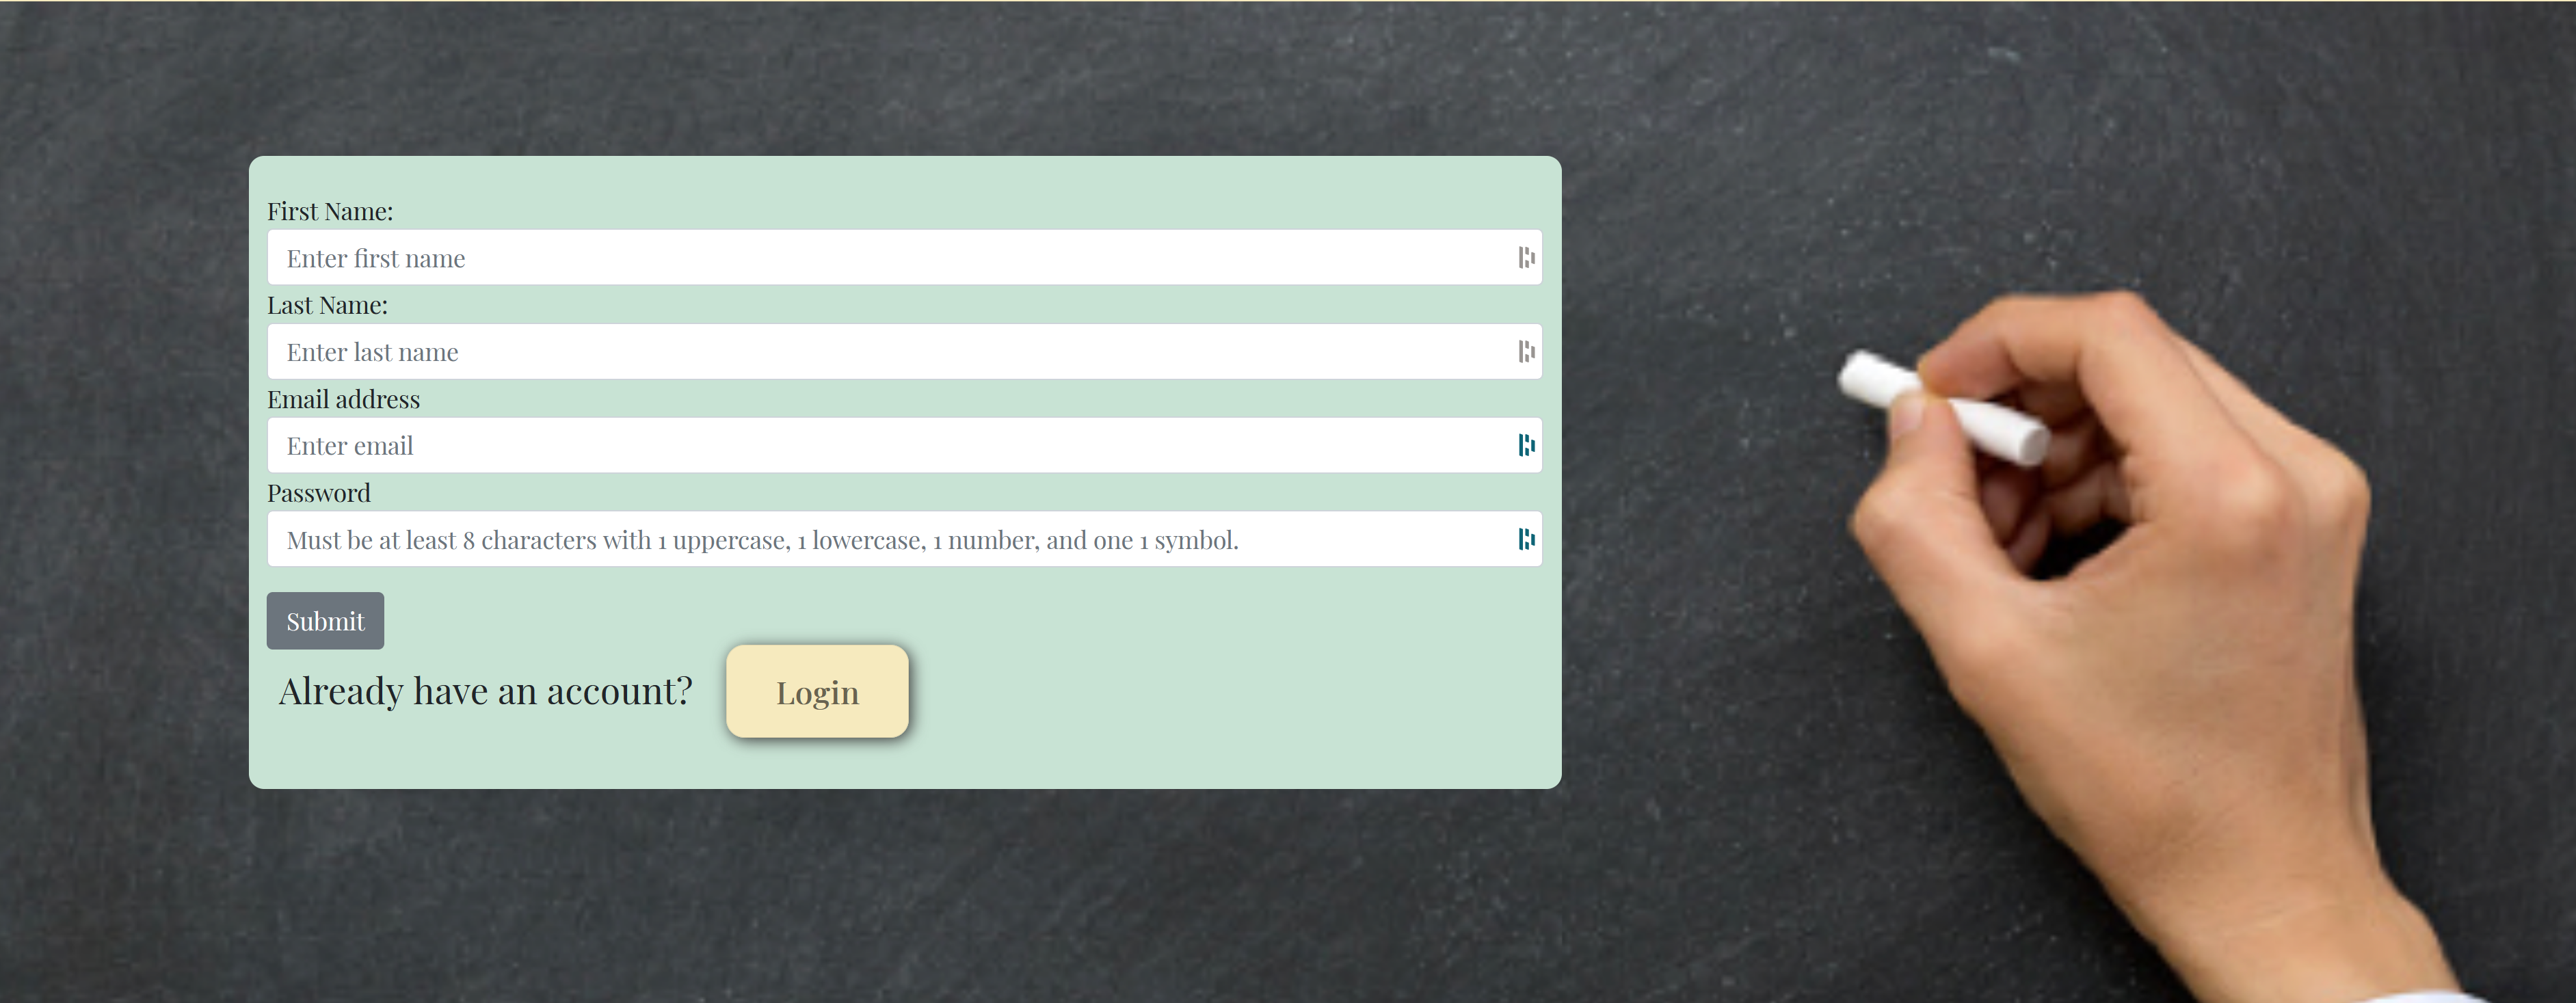 First Name:
Enter first name
Last Name:
Enter last name
Email address
Enter email
Password
Must be at least 8 characters with 1 uppercase, 1 lowercase, 1 number, and one 1 symbol.
Submit
Already have an account? Login